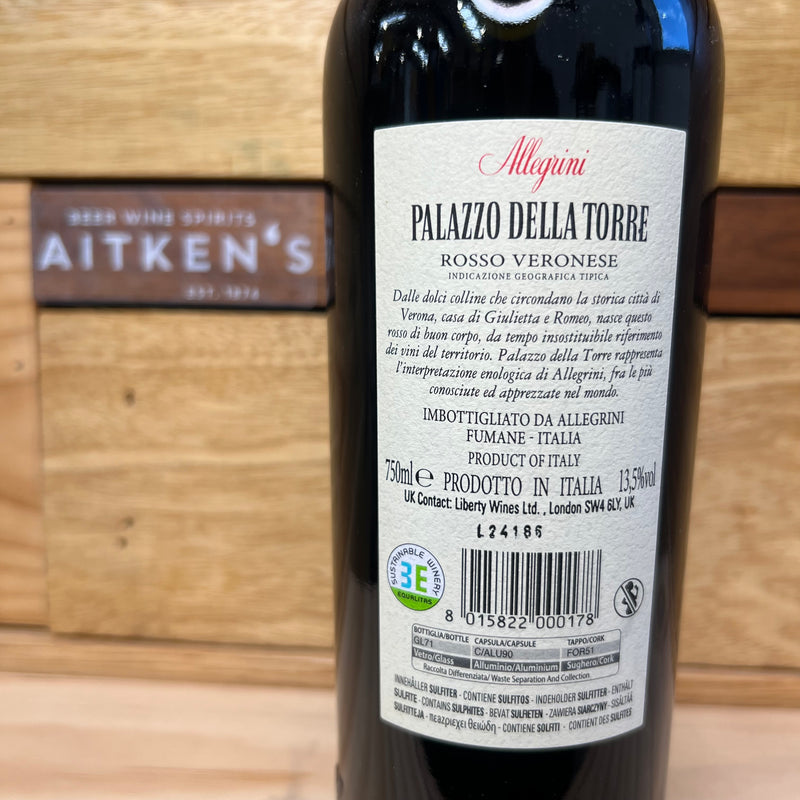 BEER WINE SPIRITS
AITKEN'S
EST. 1874
Allegrini
PALAZZO DELLA TORRE
ROSSO VERONESE
INDICAZIONE GEOGRAFICA TIPICA
Dalle dolci colline che circondano la storica città di
Verona, casa di Giulietta e Romeo, nasce questo
rosso di buon corpo, da tempo insostituibile riferimento
dei vini del territorio. Palazzo della Torre rappresenta
l'interpretazione enologica di Allegrini, fra le più
conosciute ed apprezzate nel mondo.
IMBOTTIGLIATO DA ALLEGRINI
FUMANE - ITALIA
PRODUCT OF ITALY
750ml e PRODOTTO IN ITALIA 13,5%vol
UK Contact: Liberty Wines Ltd. , London SW4 6LY, UK
L24186
SUSTAINABLE WINERY
3E
EQUALITAS
8 015822 000178
BOTTIGLIA/BOTTLE CAPSULA/CAPSULE TAPPO/CORK
GL71 C/ALU90 FOR51
Vetro/Glass Alluminio/Aluminium Sughero/Cork
Raccolta Differenziata/ Waste Separation And Collection
INNEHÅLLER SULFITER - CONTIENE SULFITOS - INDEHOLDER SULFITTER - ENTHÄLT
SULFITE - CONTAINS SULPHITES - BEVAT SULFIETEN - ZAWIERA SIARCZYNY - SISÄLTÄÄ
SULFIITTEJA - περιεχει θειώδη - CONTIENE SOLFITI - CONTIENT DES SULFITES